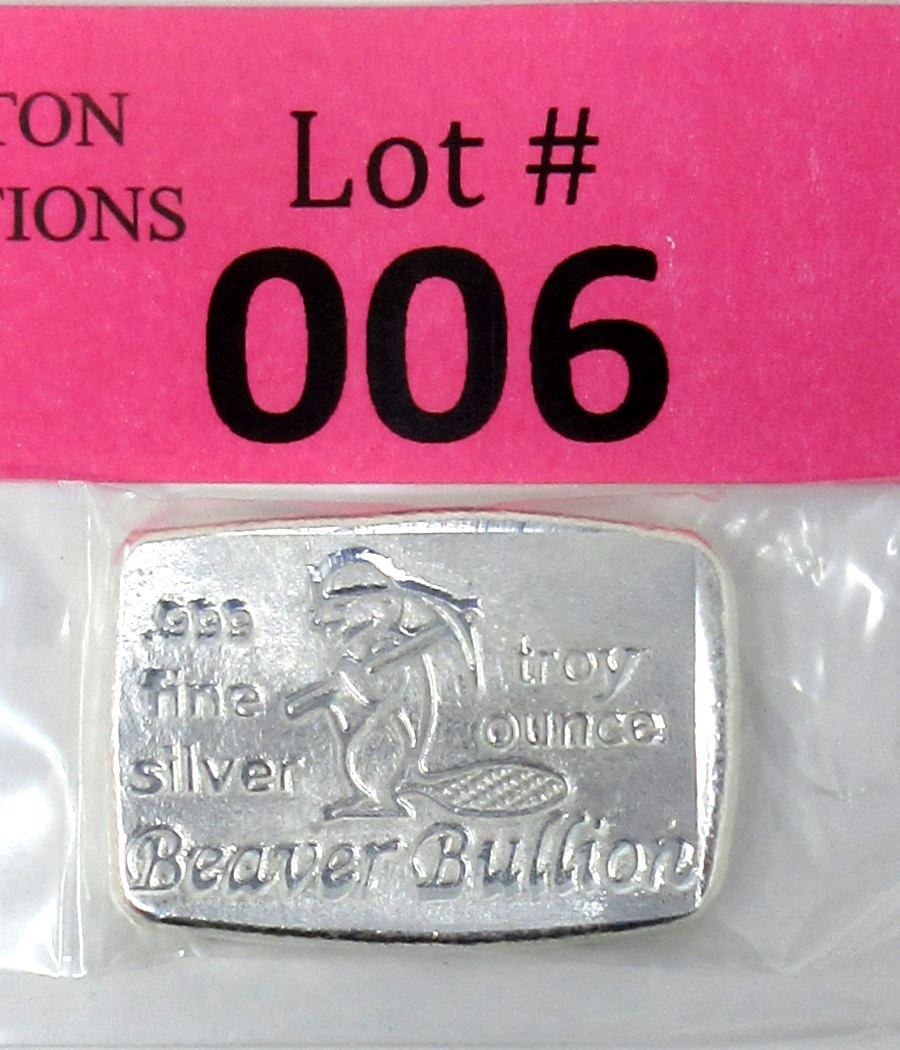 TON
TIONS
Lot #
006
.999
fine
silver
troy
ounce
Beaver Bullion